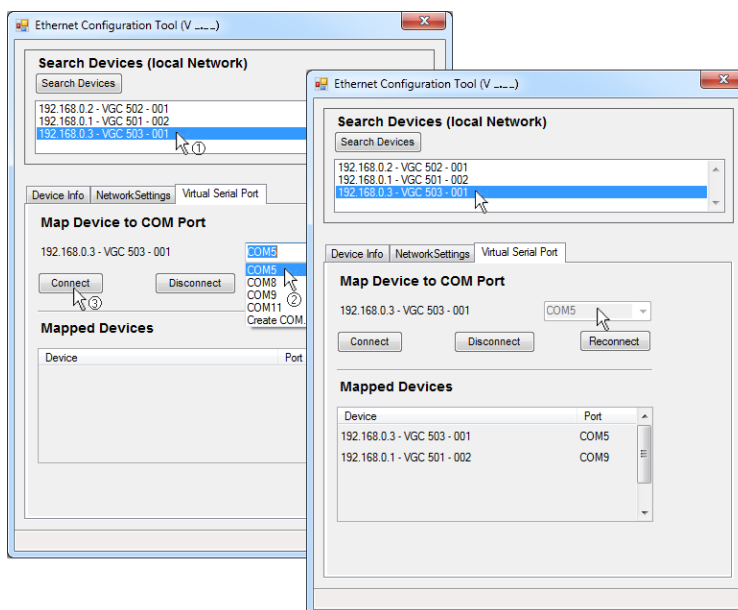 Ethernet Configuration Tool (V _._._)
Search Devices (local Network)
Search Devices
192.168.0.2 - VGC 502 - 001
192.168.0.1 - VGC 501 - 002
192.168.0.3 - VGC 503 - 001
①
Device Info Network Settings Virtual Serial Port
Map Device to COM Port
192.168.0.3 - VGC 503 - 001 COM5
COM5
COM8
COM9
COM11
Create COM.
②
Connect Disconnect
③
Mapped Devices
Device Port
Ethernet Configuration Tool (V _._._)
Search Devices (local Network)
Search Devices
192.168.0.2 - VGC 502 - 001
192.168.0.1 - VGC 501 - 002
192.168.0.3 - VGC 503 - 001
Device Info Network Settings Virtual Serial Port
Map Device to COM Port
192.168.0.3 - VGC 503 - 001 COM5
Connect Disconnect Reconnect
Mapped Devices
Device Port
192.168.0.3 - VGC 503 - 001 COM5
192.168.0.1 - VGC 501 - 002 COM9